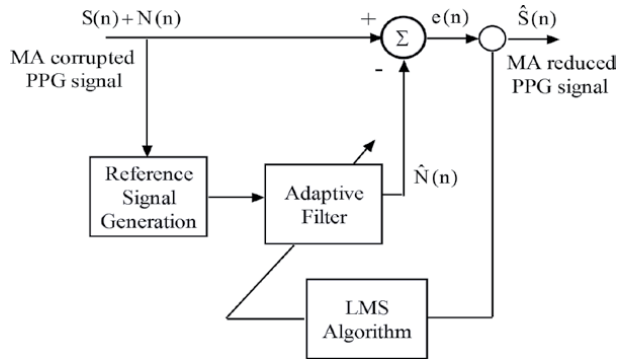 S(n)+N(n)
MA corrupted
PPG signal
+
Σ
-
e(n)
Ŝ(n)
MA reduced
PPG signal
Reference
Signal
Generation
Adaptive
Filter
N̂(n)
LMS
Algorithm